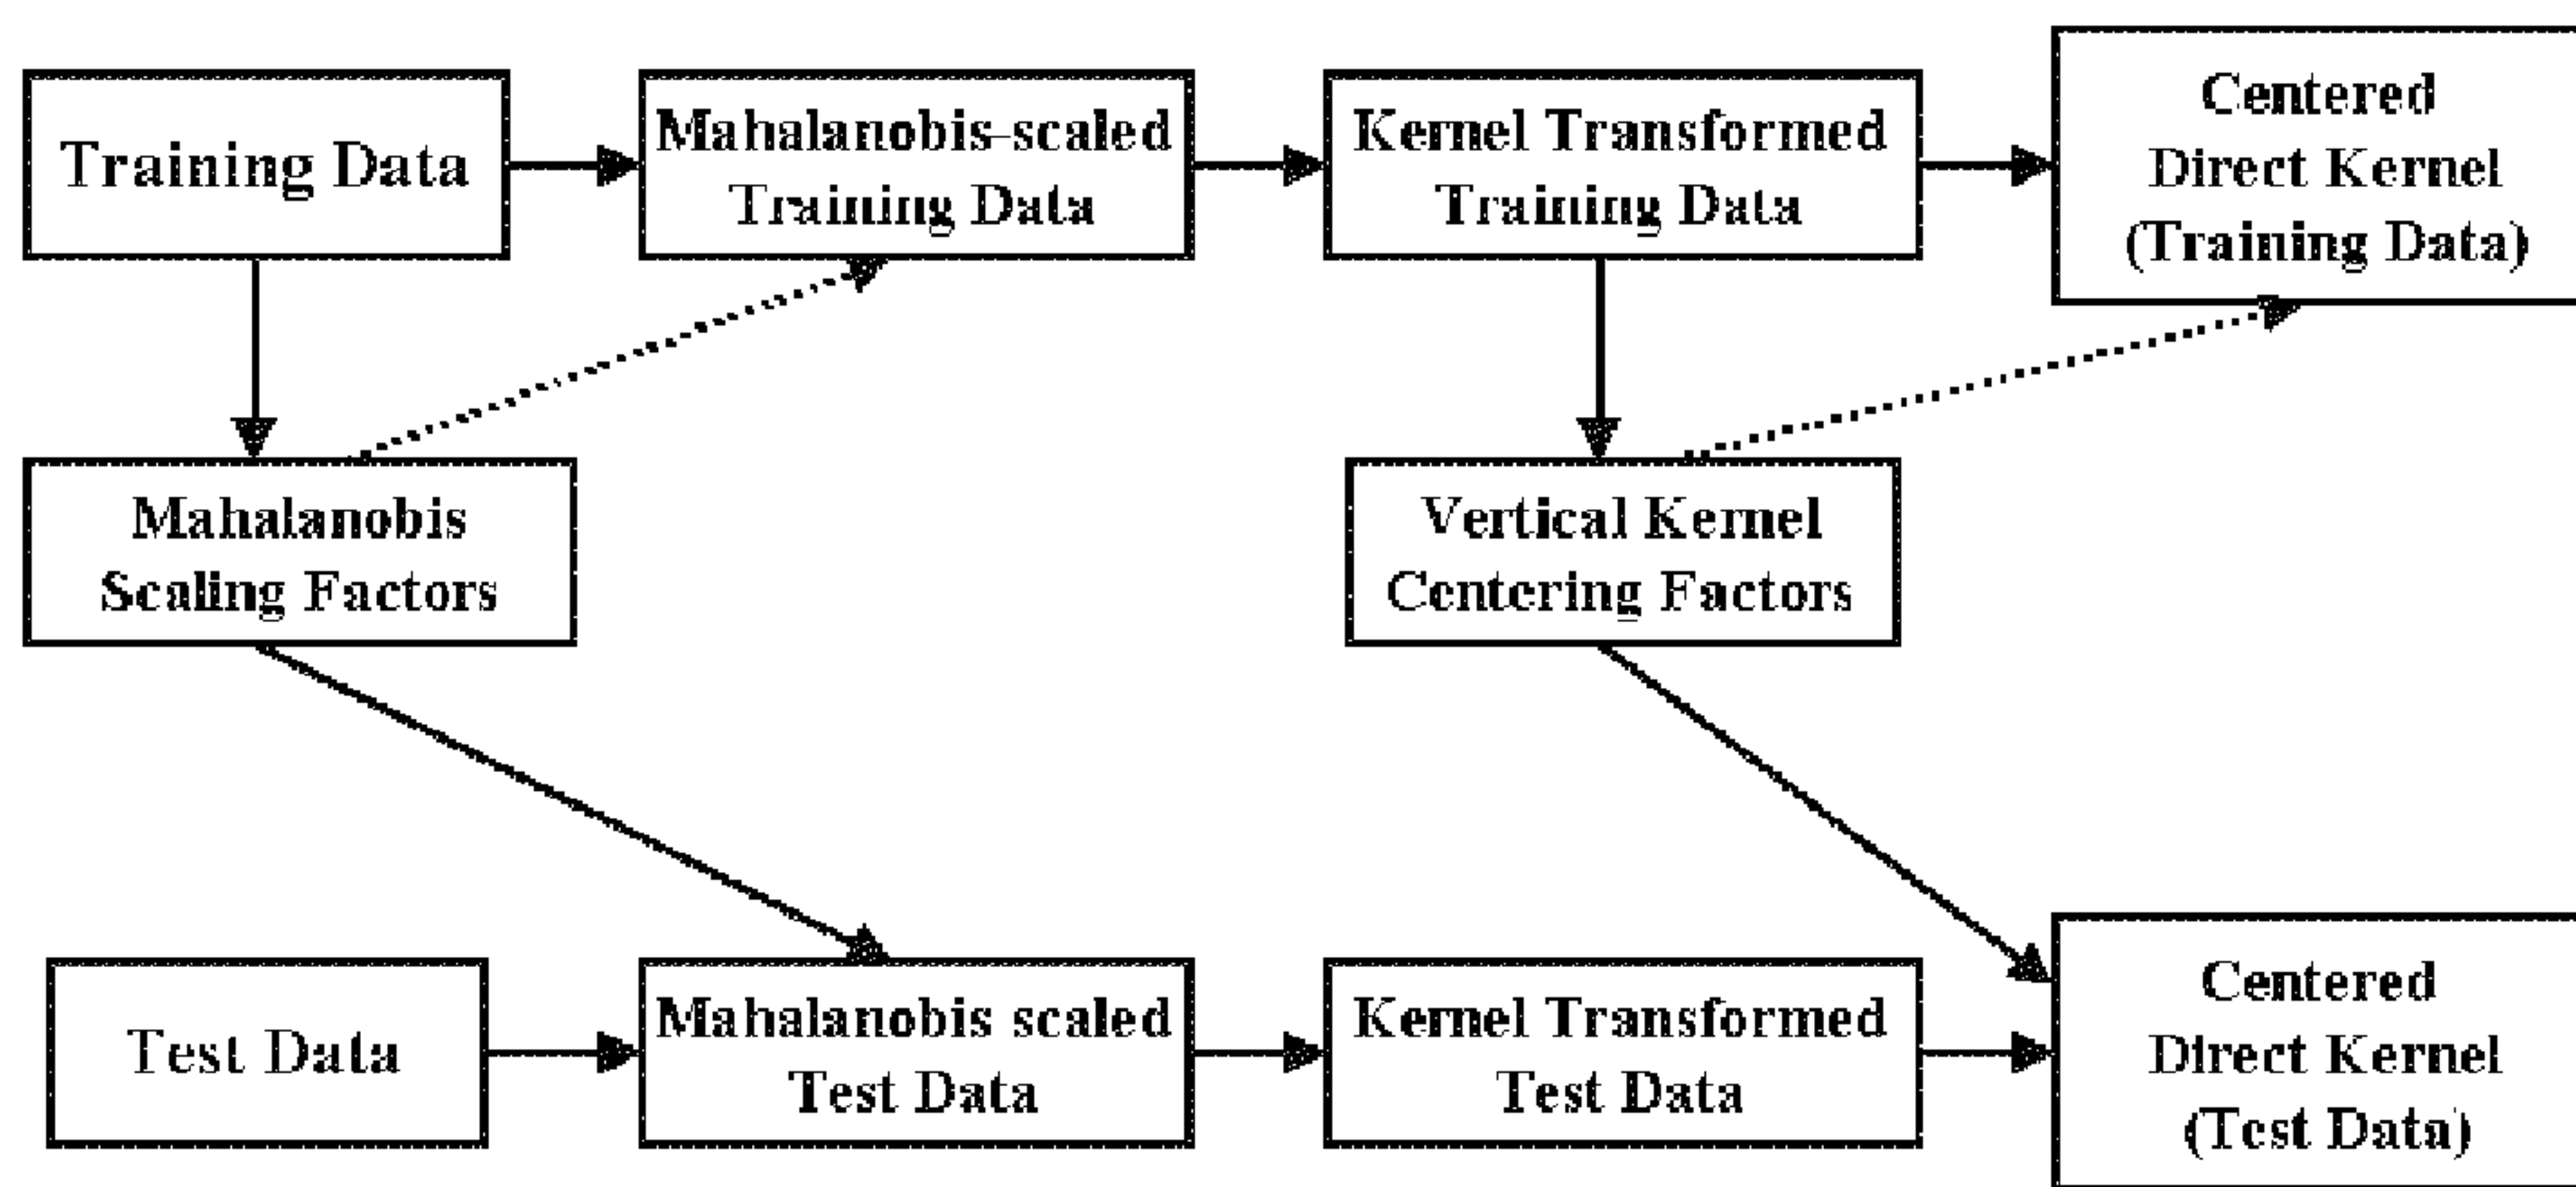 Training Data
Mahalanobis-scaled
Training Data
Kernel Transformed
Training Data
Centered
Direct Kernel
(Training Data)
Mahalanobis
Scaling Factors
Vertical Kernel
Centering Factors
Test Data
Mahalanobis scaled
Test Data
Kernel Transformed
Test Data
Centered
Direct Kernel
(Test Data)